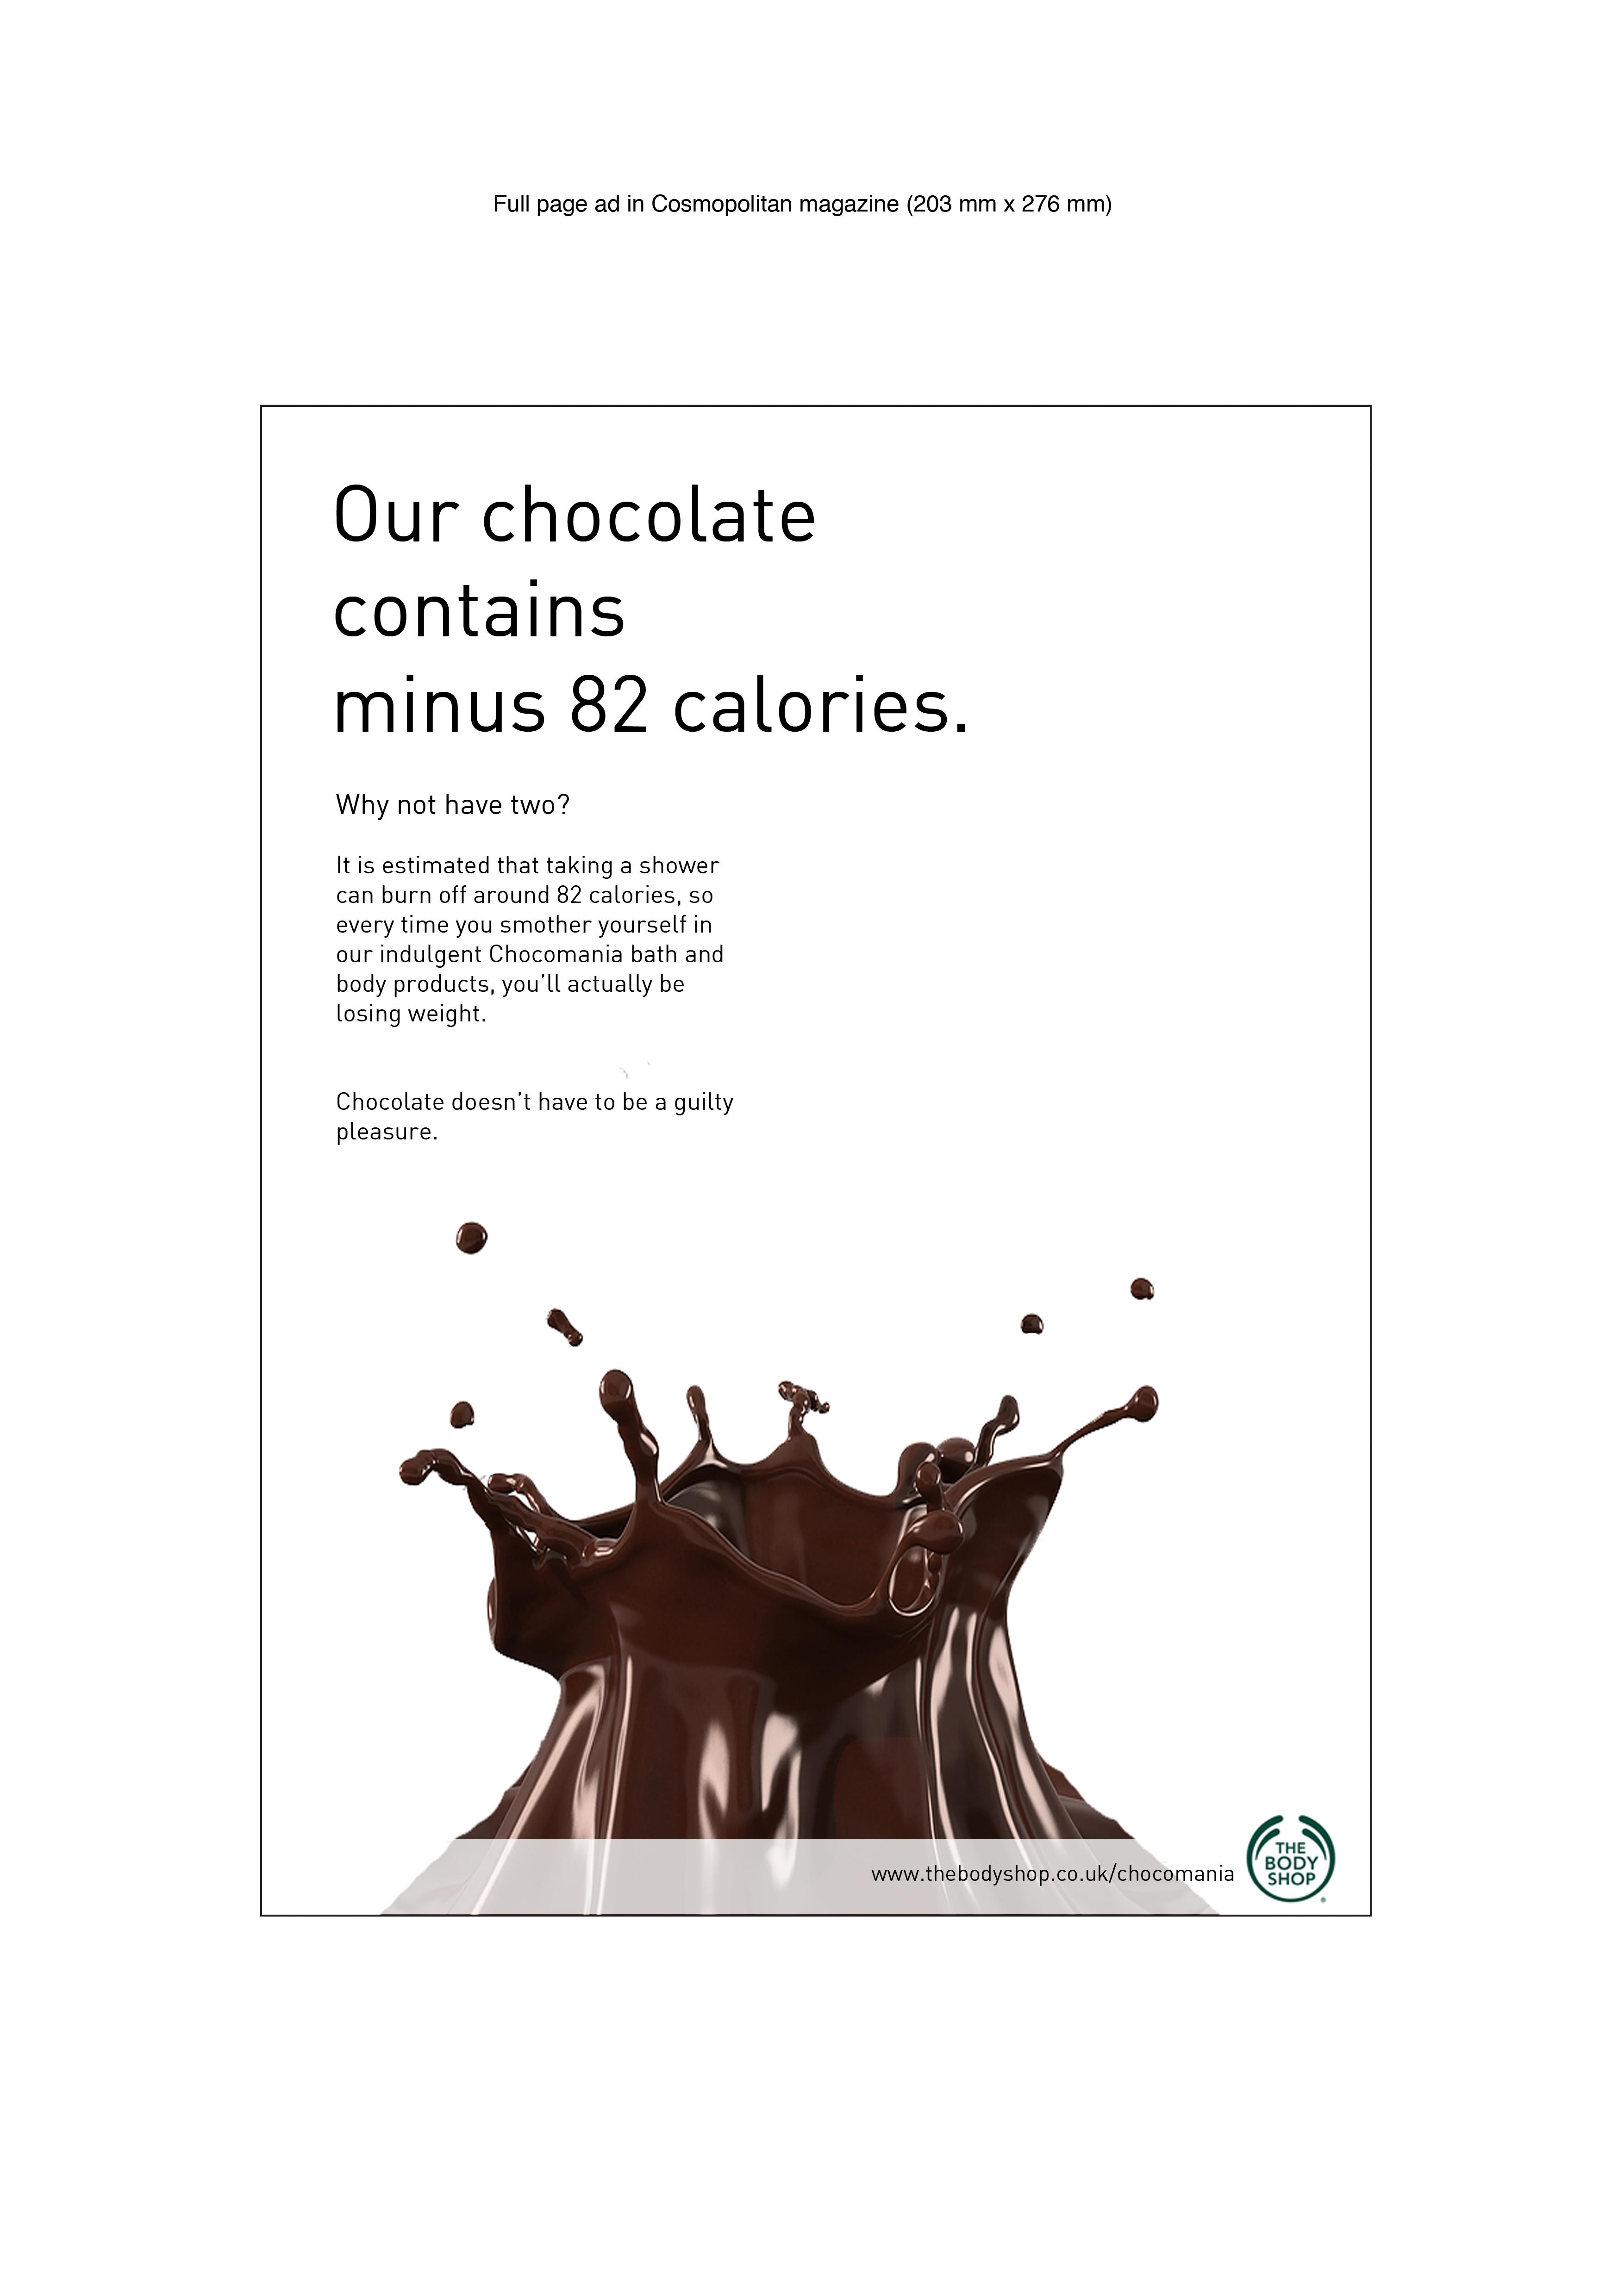 Full page ad in Cosmopolitan magazine (203 mm x 276 mm)
Our chocolate
contains
minus 82 calories.
Why not have two?
It is estimated that taking a shower
can burn off around 82 calories, so
every time you smother yourself in
our indulgent Chocomania bath and
body products, you’ll actually be
losing weight.
Chocolate doesn’t have to be a guilty
pleasure.
www.thebodyshop.co.uk/chocomania
THE
BODY
SHOP
®